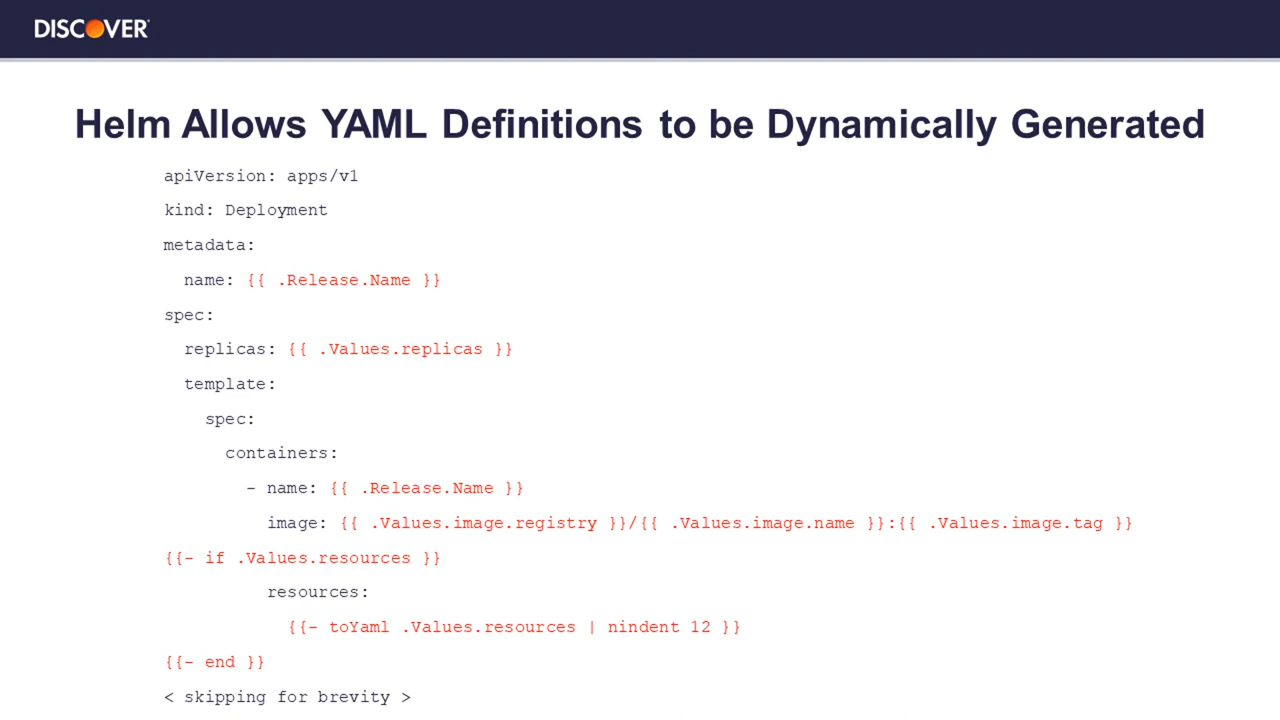 DISCOVER
Helm Allows YAML Definitions to be Dynamically Generated
apiVersion: apps/v1
kind: Deployment
metadata:
  name: {{ .Release.Name }}
spec:
  replicas: {{ .Values.replicas }}
  template:
    spec:
      containers:
        - name: {{ .Release.Name }}
          image: {{ .Values.image.registry }}/{{ .Values.image.name }}:{{ .Values.image.tag }}
{{- if .Values.resources }}
          resources:
            {{- toYaml .Values.resources | nindent 12 }}
{{- end }}
< skipping for brevity >